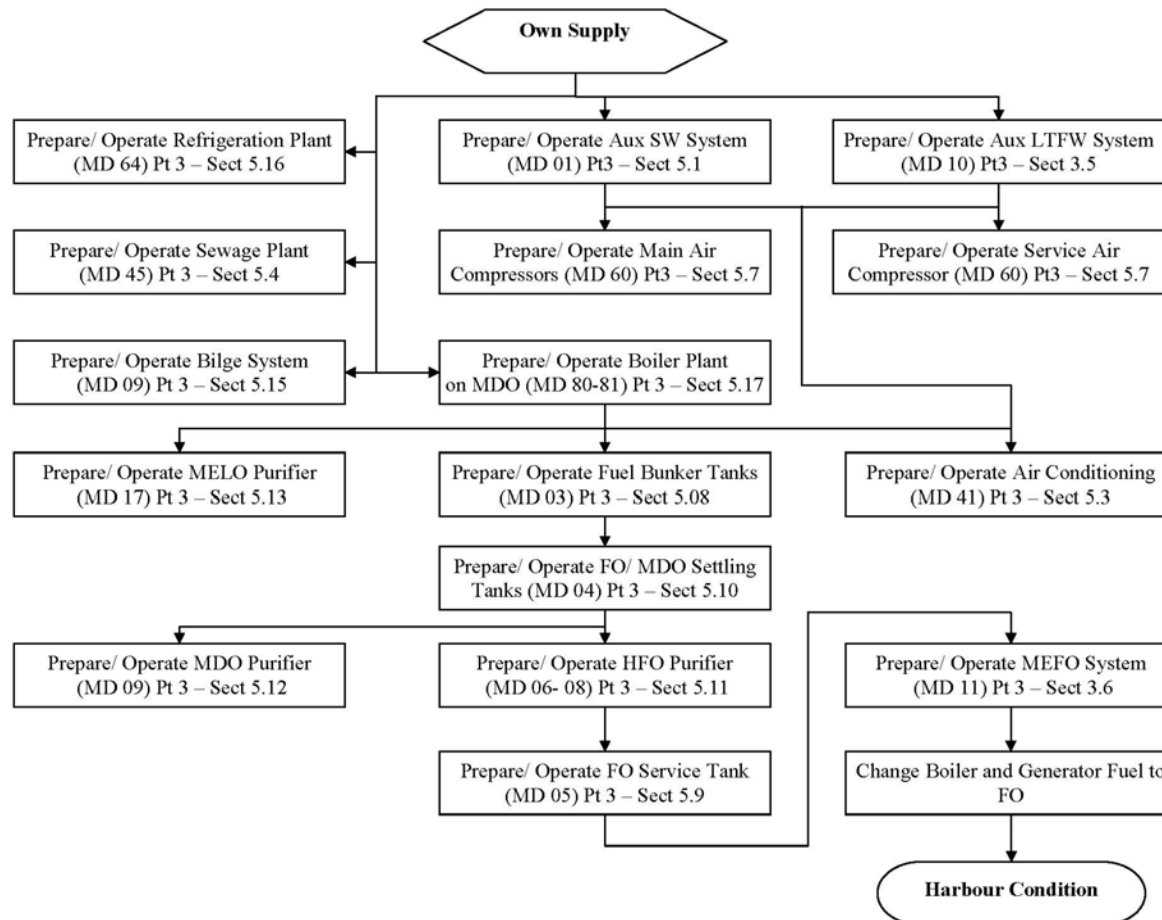 Own Supply
Prepare/ Operate Refrigeration Plant
(MD 64) Pt 3 – Sect 5.16
Prepare/ Operate Aux SW System
(MD 01) Pt3 – Sect 5.1
Prepare/ Operate Aux LTFW System
(MD 10) Pt3 – Sect 3.5
Prepare/ Operate Sewage Plant
(MD 45) Pt 3 – Sect 5.4
Prepare/ Operate Main Air
Compressors (MD 60) Pt3 – Sect 5.7
Prepare/ Operate Service Air
Compressor (MD 60) Pt3 – Sect 5.7
Prepare/ Operate Bilge System
(MD 09) Pt 3 – Sect 5.15
Prepare/ Operate Boiler Plant
on MDO (MD 80-81) Pt 3 – Sect 5.17
Prepare/ Operate MELO Purifier
(MD 17) Pt 3 – Sect 5.13
Prepare/ Operate Fuel Bunker Tanks
(MD 03) Pt 3 – Sect 5.08
Prepare/ Operate Air Conditioning
(MD 41) Pt 3 – Sect 5.3
Prepare/ Operate FO/ MDO Settling
Tanks (MD 04) Pt 3 – Sect 5.10
Prepare/ Operate MDO Purifier
(MD 09) Pt 3 – Sect 5.12
Prepare/ Operate HFO Purifier
(MD 06- 08) Pt 3 – Sect 5.11
Prepare/ Operate MEFO System
(MD 11) Pt 3 – Sect 3.6
Prepare/ Operate FO Service Tank
(MD 05) Pt 3 – Sect 5.9
Change Boiler and Generator Fuel to
FO
Harbour Condition